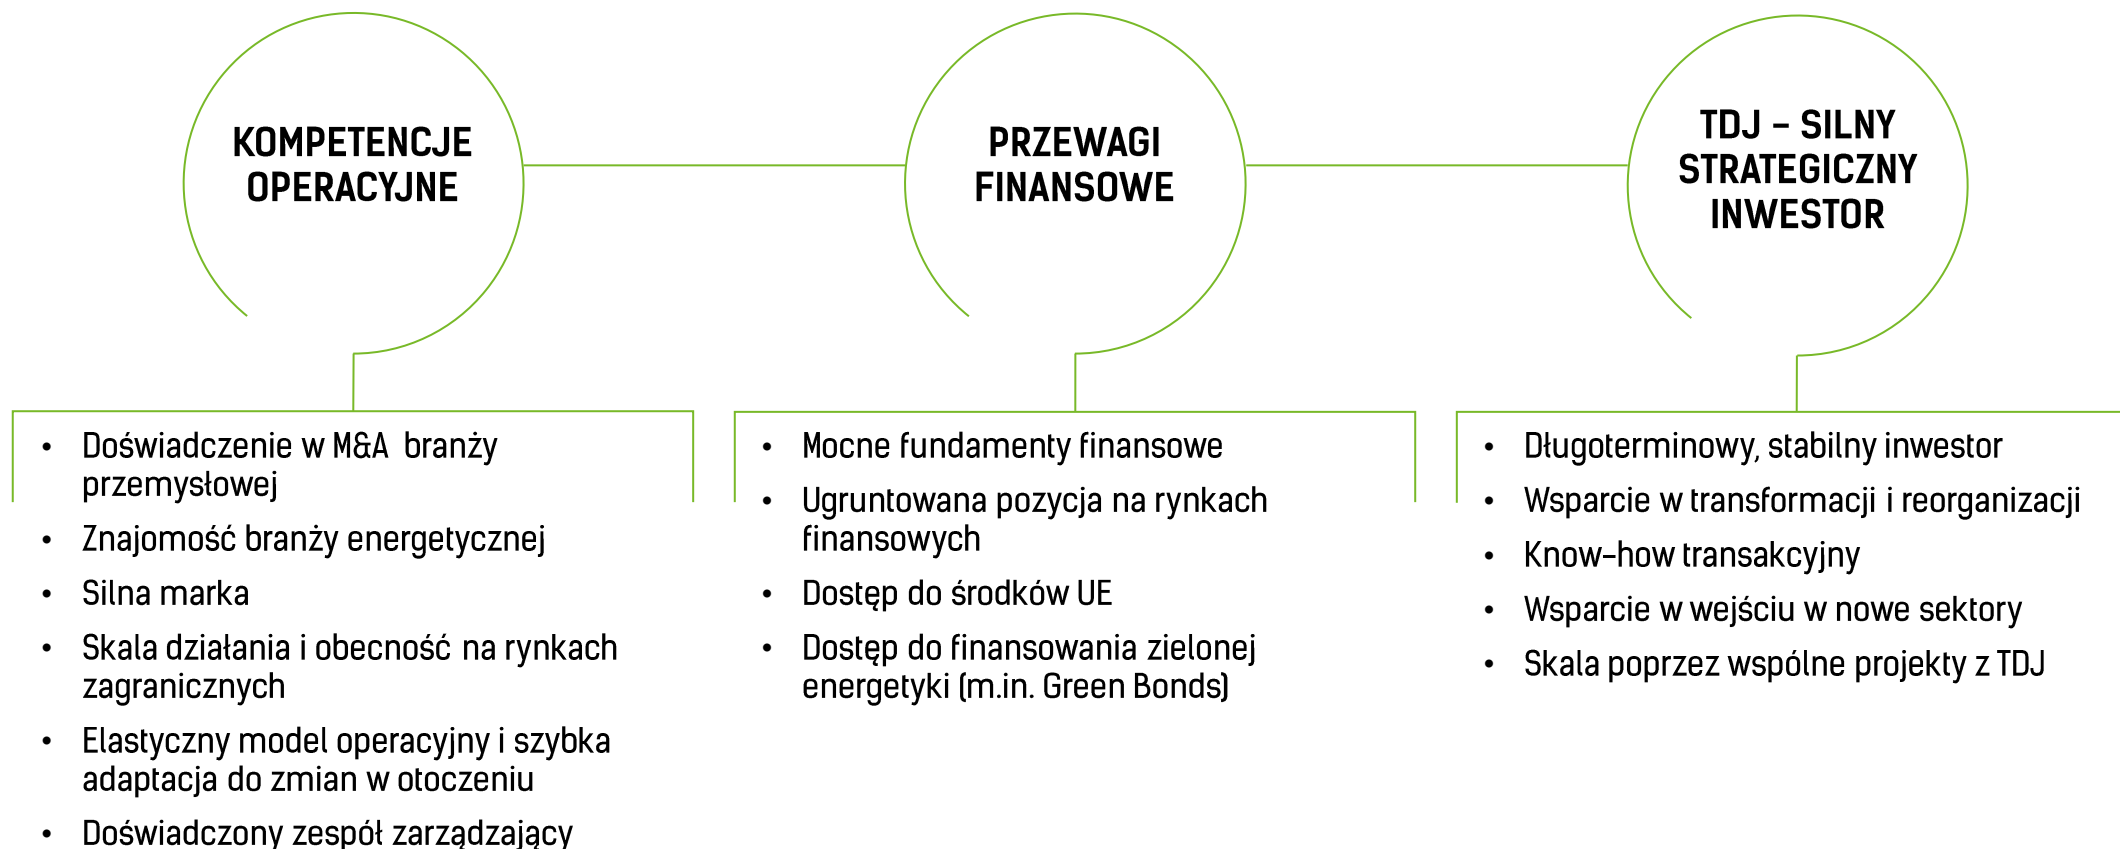 KOMPETENCJE
OPERACYJNE
PRZEWAGI
FINANSOWE
TDJ – SILNY
STRATEGICZNY
INWESTOR
• Doświadczenie w M&A branży
przemysłowej
• Znajomość branży energetycznej
• Silna marka
• Skala działania i obecność na rynkach
zagranicznych
• Elastyczny model operacyjny i szybka
adaptacja do zmian w otoczeniu
• Doświadczony zespół zarządzający
• Mocne fundamenty finansowe
• Ugruntowana pozycja na rynkach
finansowych
• Dostęp do środków UE
• Dostęp do finansowania zielonej
energetyki (m.in. Green Bonds)
• Długoterminowy, stabilny inwestor
• Wsparcie w transformacji i reorganizacji
• Know-how transakcyjny
• Wsparcie w wejściu w nowe sektory
• Skala poprzez wspólne projekty z TDJ